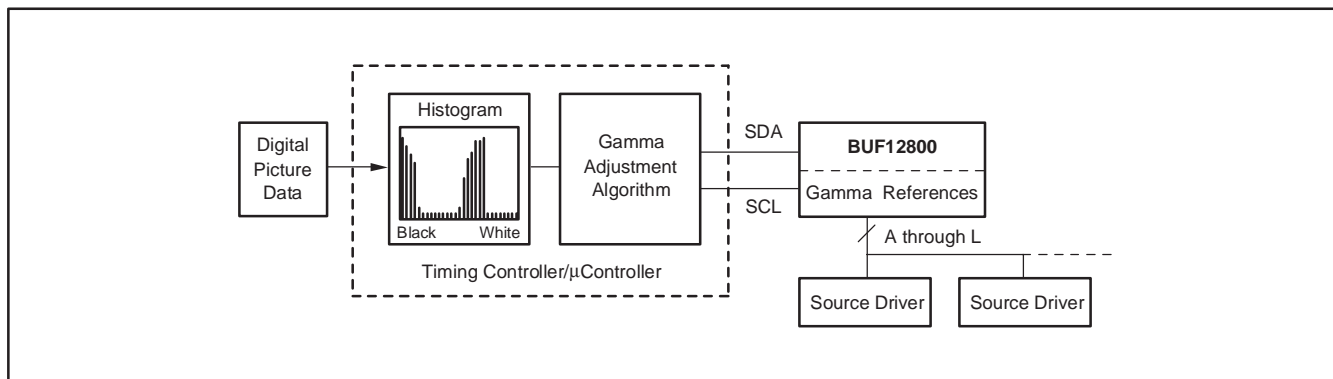 Digital
Picture
Data
Histogram
Black White
Gamma
Adjustment
Algorithm
Timing Controller/μController
SDA
SCL
BUF12800
Gamma References
A through L
Source Driver
Source Driver